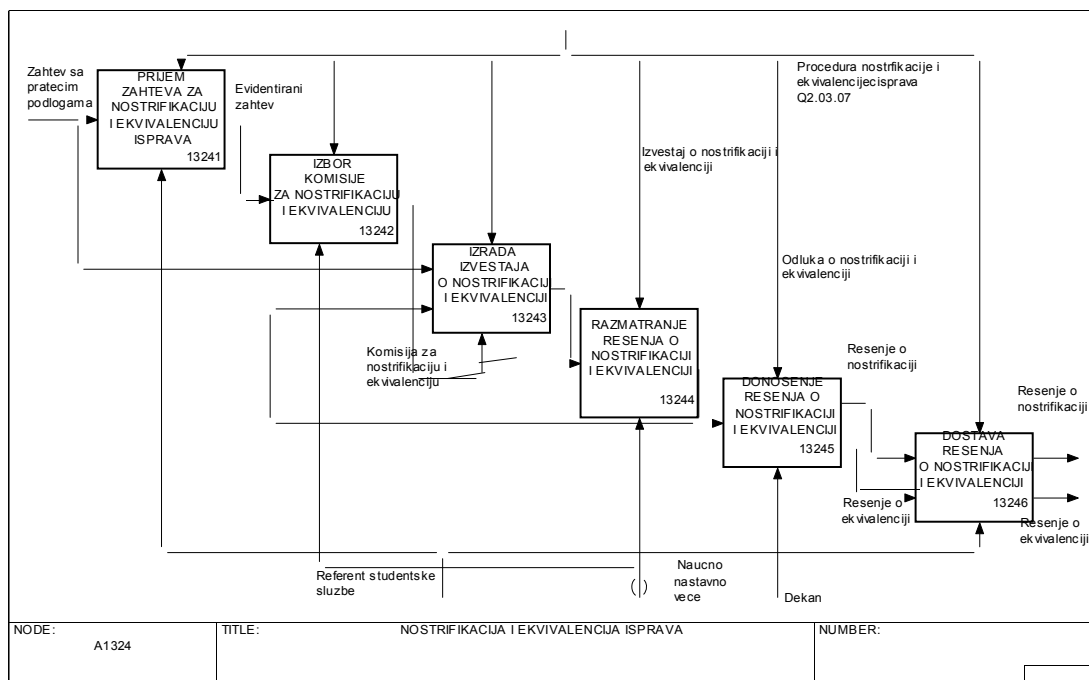 Zahtev sa
pratecim
podlogama
PRIJEM
ZAHTEVA ZA
NOSTRIFIKACIJU
I EKVIVALENCIJU
ISPRAVA
13241
Evidentirani
zahtev
Procedura nostrfikacije i
ekvivalencijecisprava
Q2.03.07
IZBOR
KOMISIJE
ZA NOSTRIFIKACIJU
I EKVIVALENCIJU
13242
Izvestaj o nostrifikaciji i
ekvivalenciji
IZRADA
IZVESTAJA
O NOSTRIFIKACIJI
I EKVIVALENCIJI
13243
Odluka o nostrifikaciji i
ekvivalenciji
Komisija za
nostrifikaciju i
ekvivalenciju
RAZMATRANJE
RESENJA O
NOSTRIFIKACIJI
I EKVIVALENCIJI
13244
Resenje o
nostrifikaciji
DONOSENJE
RESENJA O
NOSTRIFIKACIJI
I EKVIVALENCIJI
13245
Resenje o
nostrifikaciji
DOSTAVA
RESENJA
O NOSTRIFIKACIJI
I EKVIVALENCIJI
13246
Resenje o
ekvivalenciji
Resenje o
ekvivalenciji
Referent studentske
sluzbe
Naucno
nastavno
vece
Dekan
NODE:
A1324
TITLE:
NOSTRIFIKACIJA I EKVIVALENCIJA ISPRAVA
NUMBER: